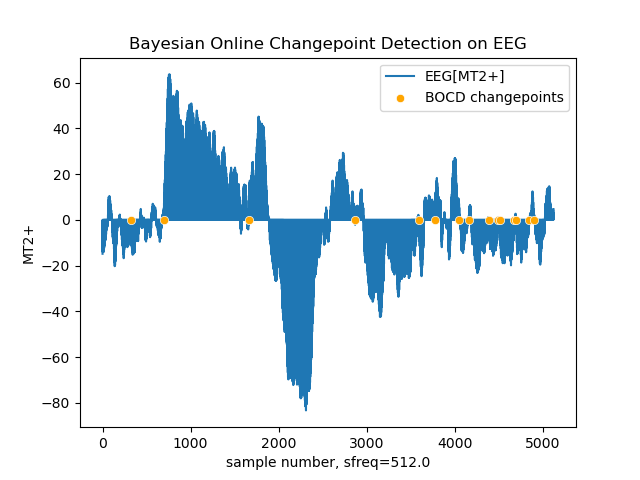 Bayesian Online Changepoint Detection on EEG
EEG[MT2+]
BOCD changepoints
60
40
20
0
−20
−40
−60
−80
MT2+
0 1000 2000 3000 4000 5000
sample number, sfreq=512.0